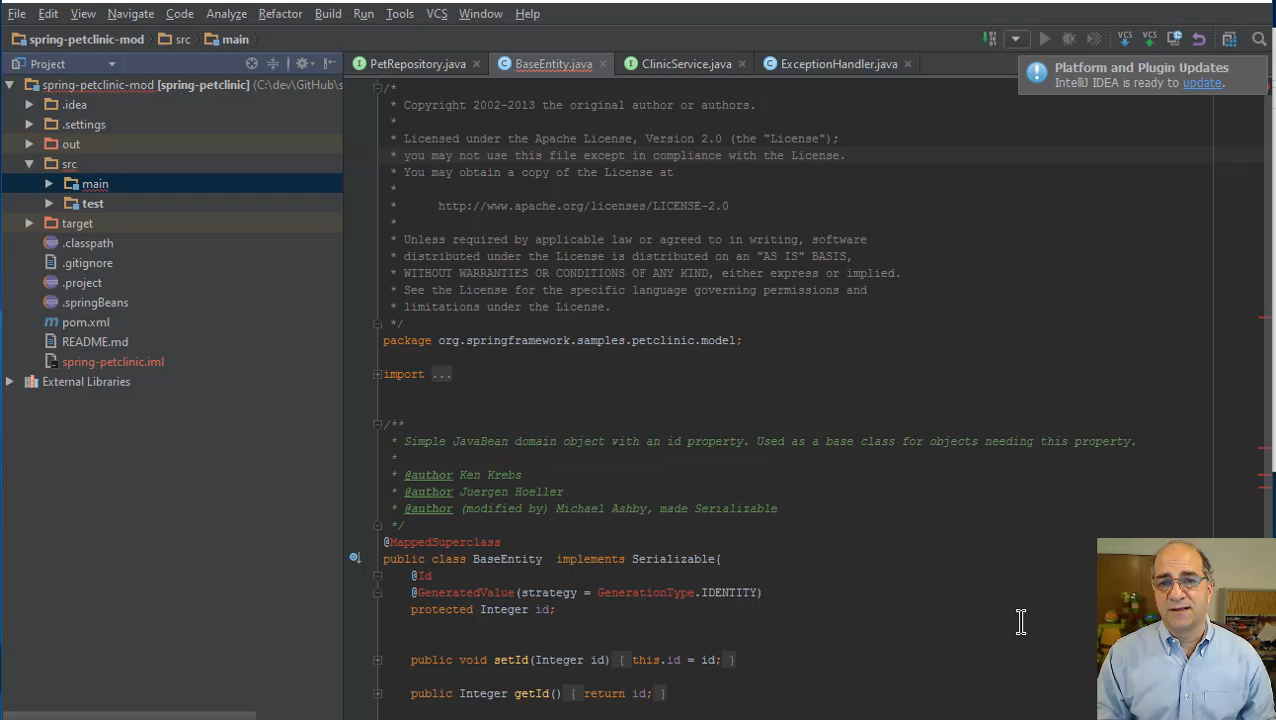 File Edit View Navigate Code Analyze Refactor Build Run Tools VCS Window Help
spring-petclinic-mod src main
VCS VCS
Project
PetRepository.java BaseEntity.java ClinicService.java ExceptionHandler.java
Platform and Plugin Updates
IntelliJ IDEA is ready to update.
spring-petclinic-mod [spring-petclinic] (C:\dev\GitHub\s
.idea
.settings
out
src
main
test
target
.classpath
.gitignore
.project
.springBeans
pom.xml
README.md
spring-petclinic.iml
External Libraries
/*
* Copyright 2002-2013 the original author or authors.
*
* Licensed under the Apache License, Version 2.0 (the "License");
* you may not use this file except in compliance with the License.
* You may obtain a copy of the License at
*
* http://www.apache.org/licenses/LICENSE-2.0
*
* Unless required by applicable law or agreed to in writing, software
* distributed under the License is distributed on an "AS IS" BASIS,
* WITHOUT WARRANTIES OR CONDITIONS OF ANY KIND, either express or implied.
* See the License for the specific language governing permissions and
* limitations under the License.
*/
package org.springframework.samples.petclinic.model;
import ...
/**
* Simple JavaBean domain object with an id property. Used as a base class for objects needing this property.
*
* @author Ken Krebs
* @author Juergen Hoeller
* @author (modified by) Michael Ashby, made Serializable
*/
@MappedSuperclass
public class BaseEntity implements Serializable{
@Id
@GeneratedValue(strategy = GenerationType.IDENTITY)
protected Integer id;
public void setId(Integer id) { this.id = id; }
public Integer getId() { return id; }